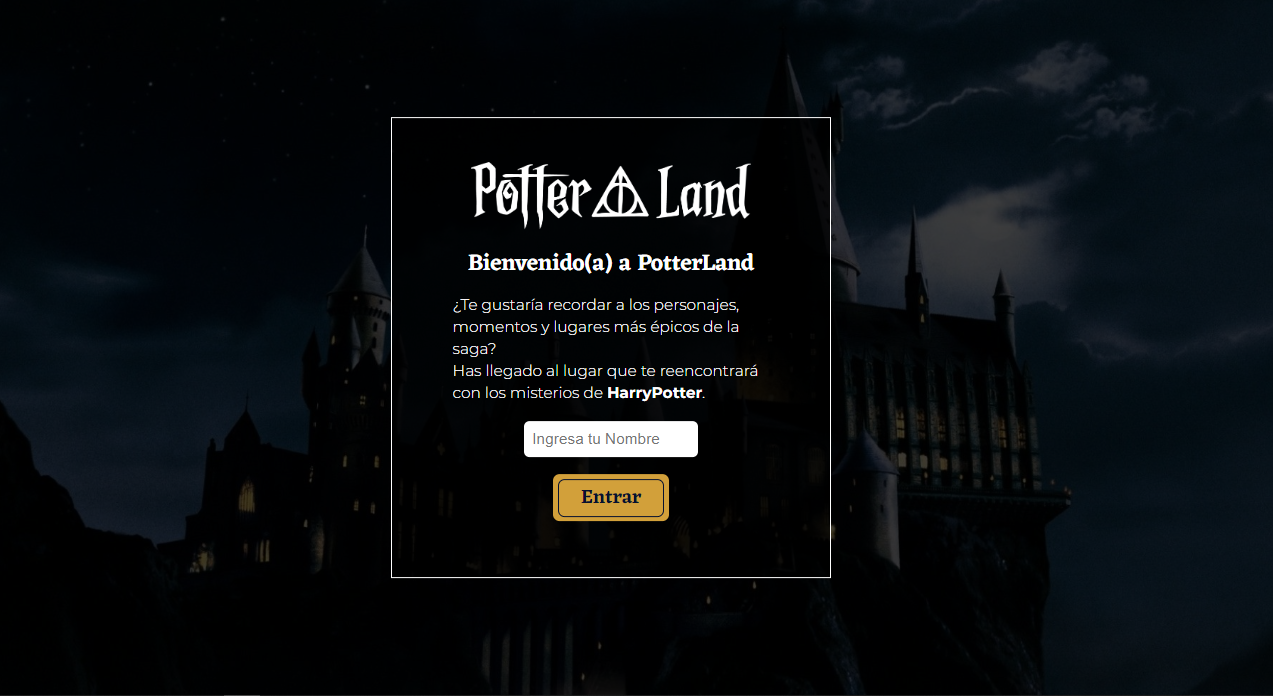 Potter Land
Bienvenido(a) a PotterLand
¿Te gustaría recordar a los personajes,
momentos y lugares más épicos de la
saga?
Has llegado al lugar que te reencontrará
con los misterios de HarryPotter.
Ingresa tu Nombre
Entrar